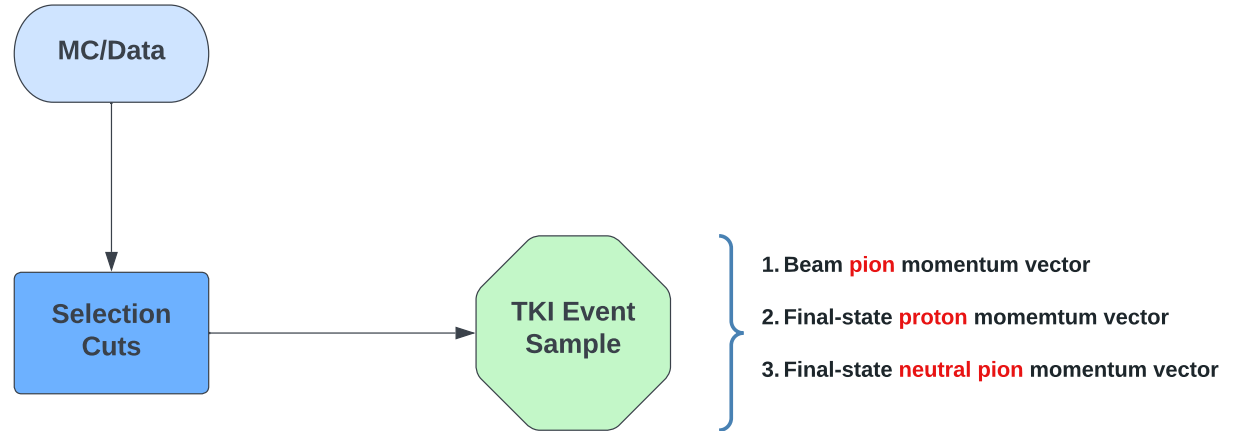 MC/Data
Selection
Cuts
TKI Event
Sample
1. Beam pion momentum vector
2. Final-state proton momemtum vector
3. Final-state neutral pion momentum vector